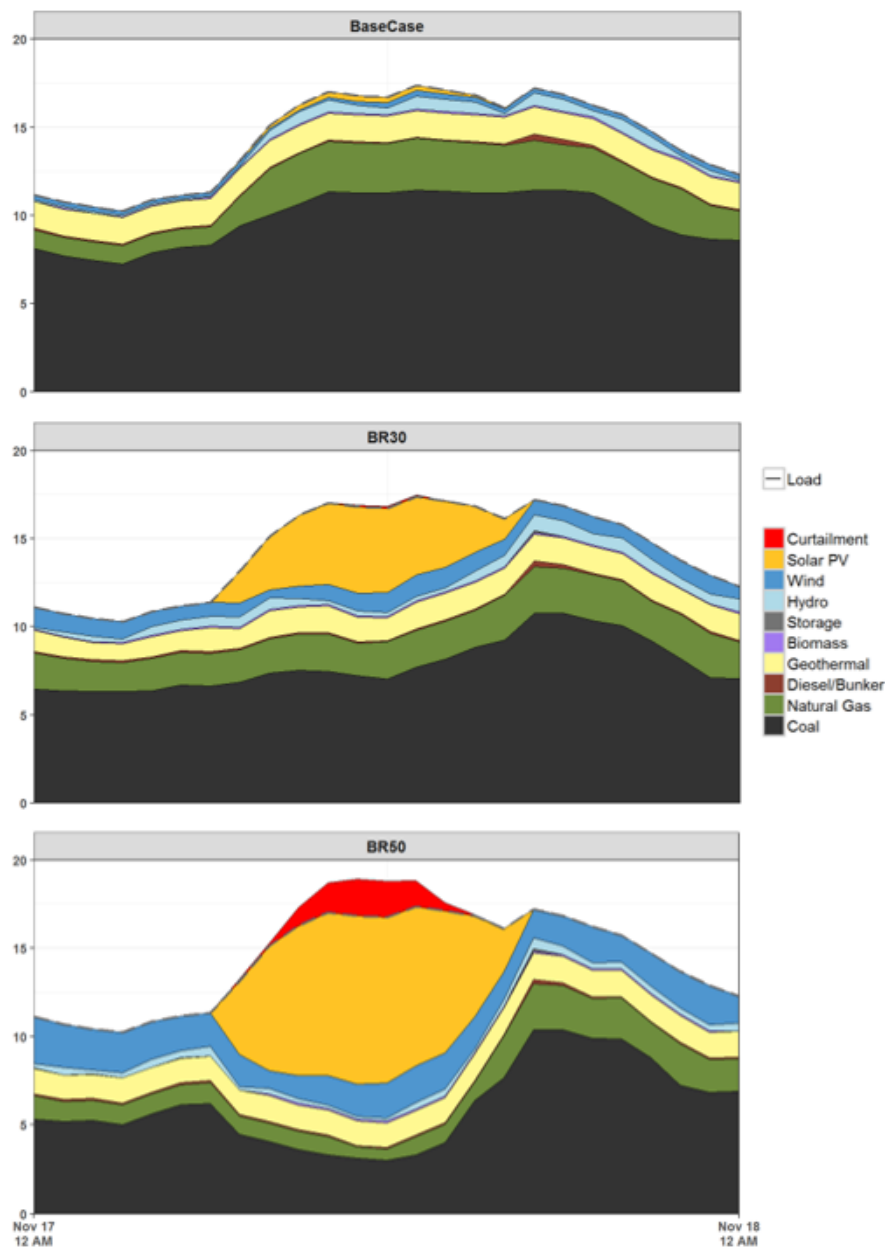 BaseCase
20
15
10
5
0
BR30
20
15
10
5
0
Load
Curtailment
Solar PV
Wind
Hydro
Storage
Biomass
Geothermal
Diesel/Bunker
Natural Gas
Coal
BR50
20
15
10
5
0
Nov 17
12 AM
Nov 18
12 AM